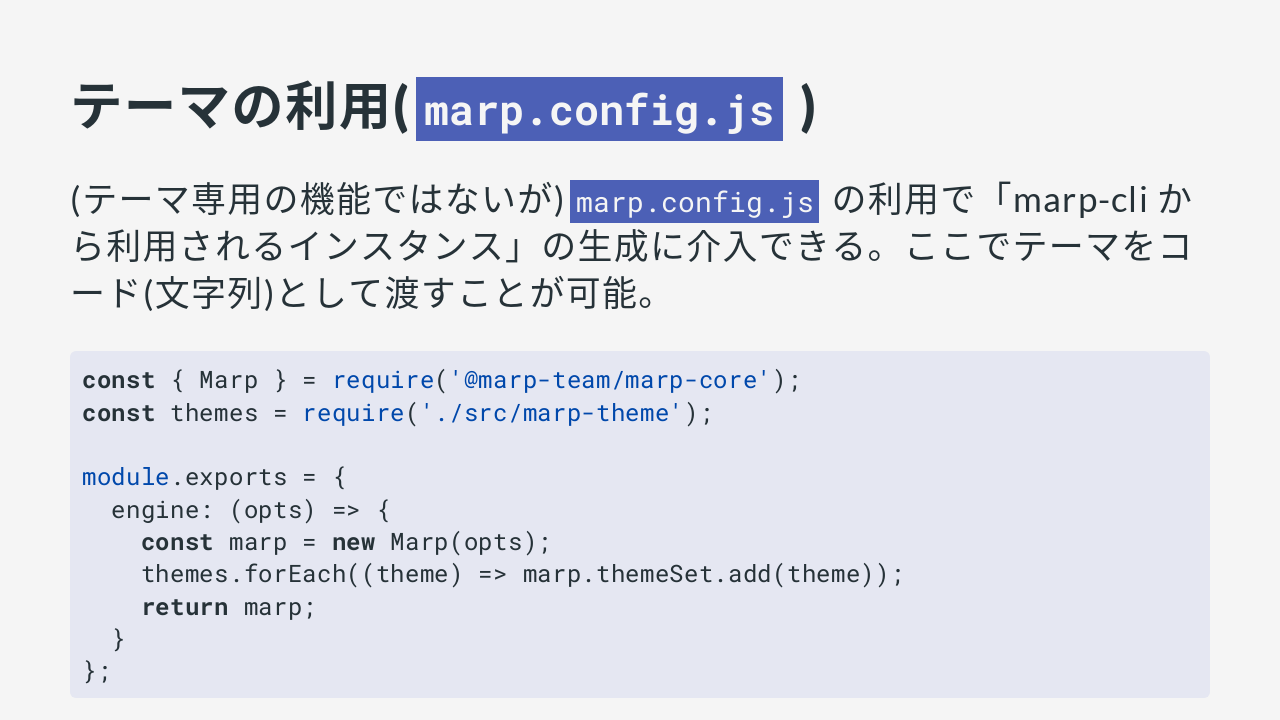 テーマの利用( marp.config.js )
(テーマ専用の機能ではないが) marp.config.js の利用で「marp-cli か
ら利用されるインスタンス」の生成に介入できる。ここでテーマをコ
ード(文字列)として渡すことが可能。
const { Marp } = require('@marp-team/marp-core');
const themes = require('./src/marp-theme');

module.exports = {
  engine: (opts) => {
    const marp = new Marp(opts);
    themes.forEach((theme) => marp.themeSet.add(theme));
    return marp;
  }
};